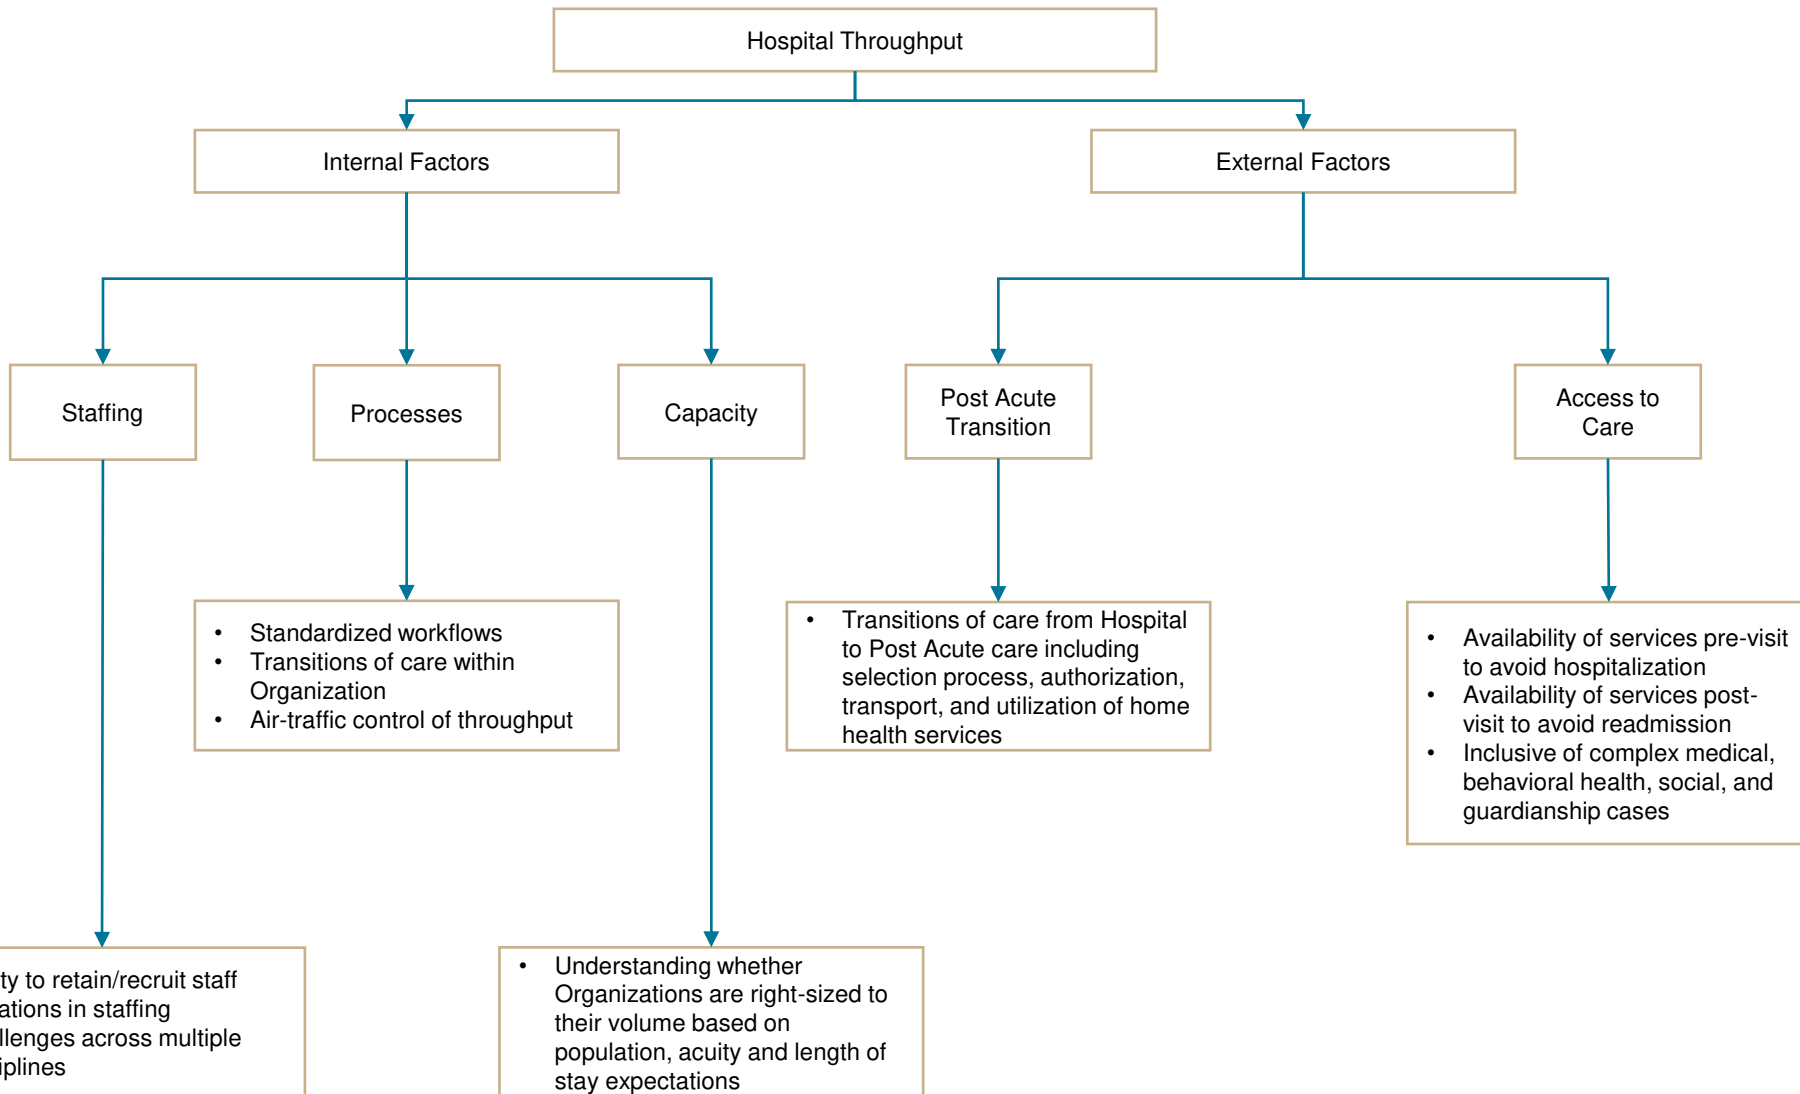 Hospital Throughput
Internal Factors
External Factors
Staffing
Processes
Capacity
Post Acute
Transition
Access to
Care
• Standardized workflows
• Transitions of care within
Organization
• Air-traffic control of throughput
• Transitions of care from Hospital
to Post Acute care including
selection process, authorization,
transport, and utilization of home
health services
• Availability of services pre-visit
to avoid hospitalization
• Availability of services post-
visit to avoid readmission
• Inclusive of complex medical,
behavioral health, social, and
guardianship cases
to retain/recruit staff
in staffing
across multiple
• Understanding whether
Organizations are right-sized to
their volume based on
population, acuity and length of
stay expectations